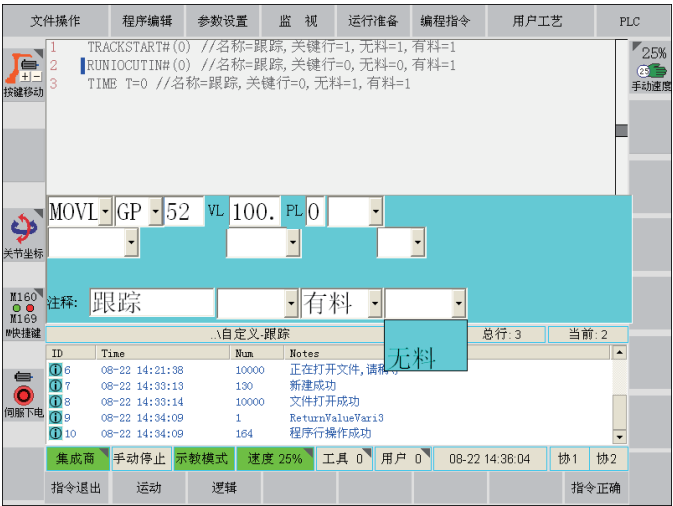 文件操作 程序编辑 参数设置 监 视 运行准备 编程指令 用户工艺 PLC
1 TRACKSTART#(0) //名称=跟踪,关键行=1,无料=1,有料=1
2 RUNIOCUTIN#(0) //名称=跟踪,关键行=0,无料=0,有料=1
3 TIME T=0 //名称=跟踪,关键行=0,无料=1,有料=1
按键移动
25%
25
手动速度
MOVL GP 52 VL 100. PL 0
关节坐标
注释: 跟踪 有料
无料
M160
M169
M快捷键
..\自定义-跟踪 总行:3 当前:2
ID Time Num Notes
6 08-22 14:21:38 10000 正在打开文件,请稍
7 08-22 14:33:13 130 新建成功
8 08-22 14:33:14 10000 文件打开成功
9 08-22 14:34:09 1 ReturnValueVari3
10 08-22 14:34:09 164 程序行操作成功
伺服下电
集成商 手动停止 示教模式 速度 25% 工具 0 用户 0 08-22 14:36:04 协1 协2
指令退出 运动 逻辑 指令正确